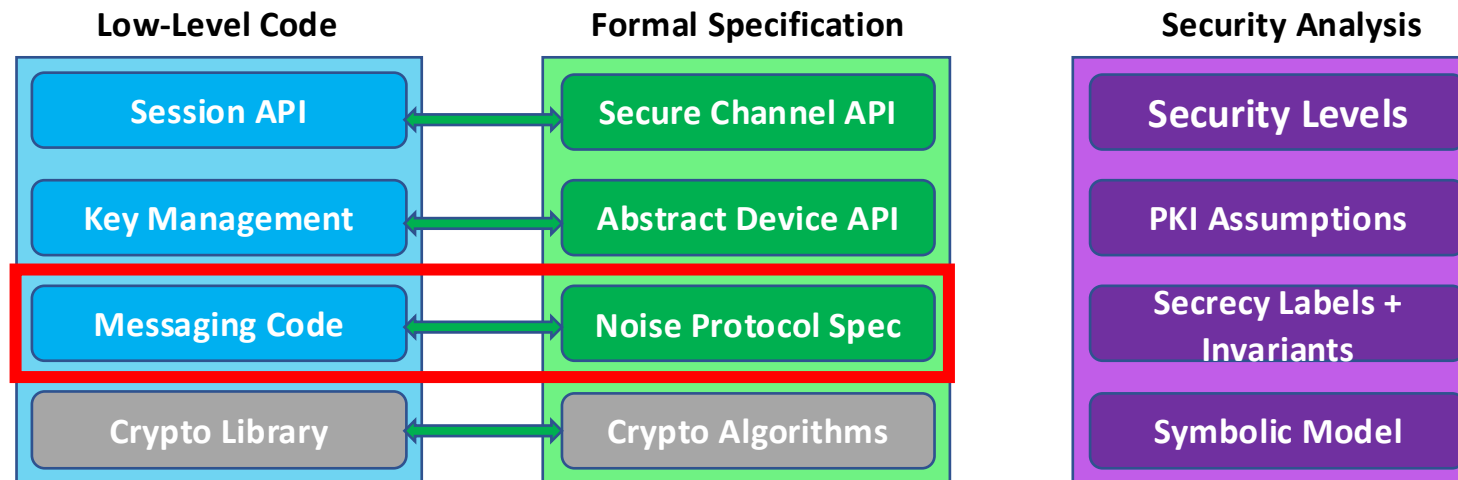 Low-Level Code
Formal Specification
Security Analysis
Session API
Secure Channel API
Security Levels
Key Management
Abstract Device API
PKI Assumptions
Messaging Code
Noise Protocol Spec
Secrecy Labels +
Invariants
Crypto Library
Crypto Algorithms
Symbolic Model